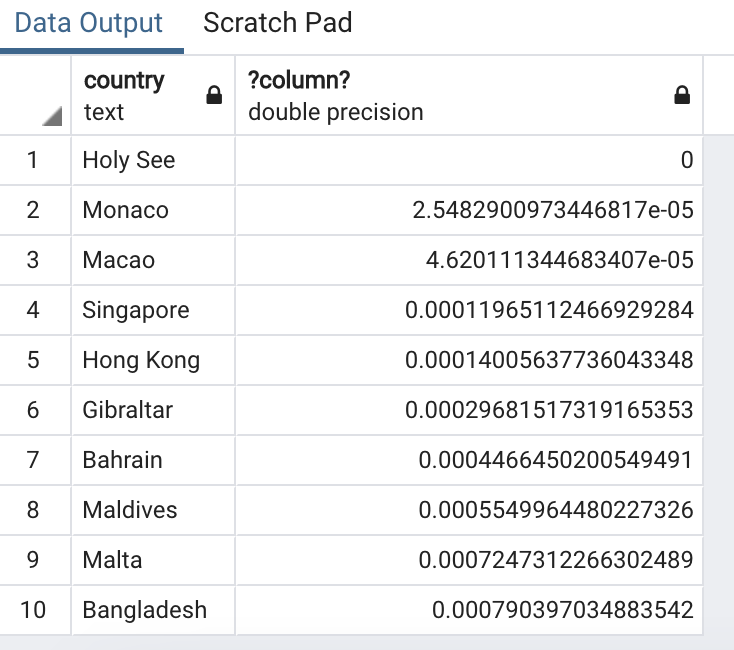 Data Output Scratch Pad
country ?column?
text double precision
1 Holy See 0
2 Monaco 2.5482900973446817e-05
3 Macao 4.620111344683407e-05
4 Singapore 0.00011965112466929284
5 Hong Kong 0.00014005637736043348
6 Gibraltar 0.00029681517319165353
7 Bahrain 0.0004466450200549491
8 Maldives 0.0005549964480227326
9 Malta 0.0007247312266302489
10 Bangladesh 0.000790397034883542